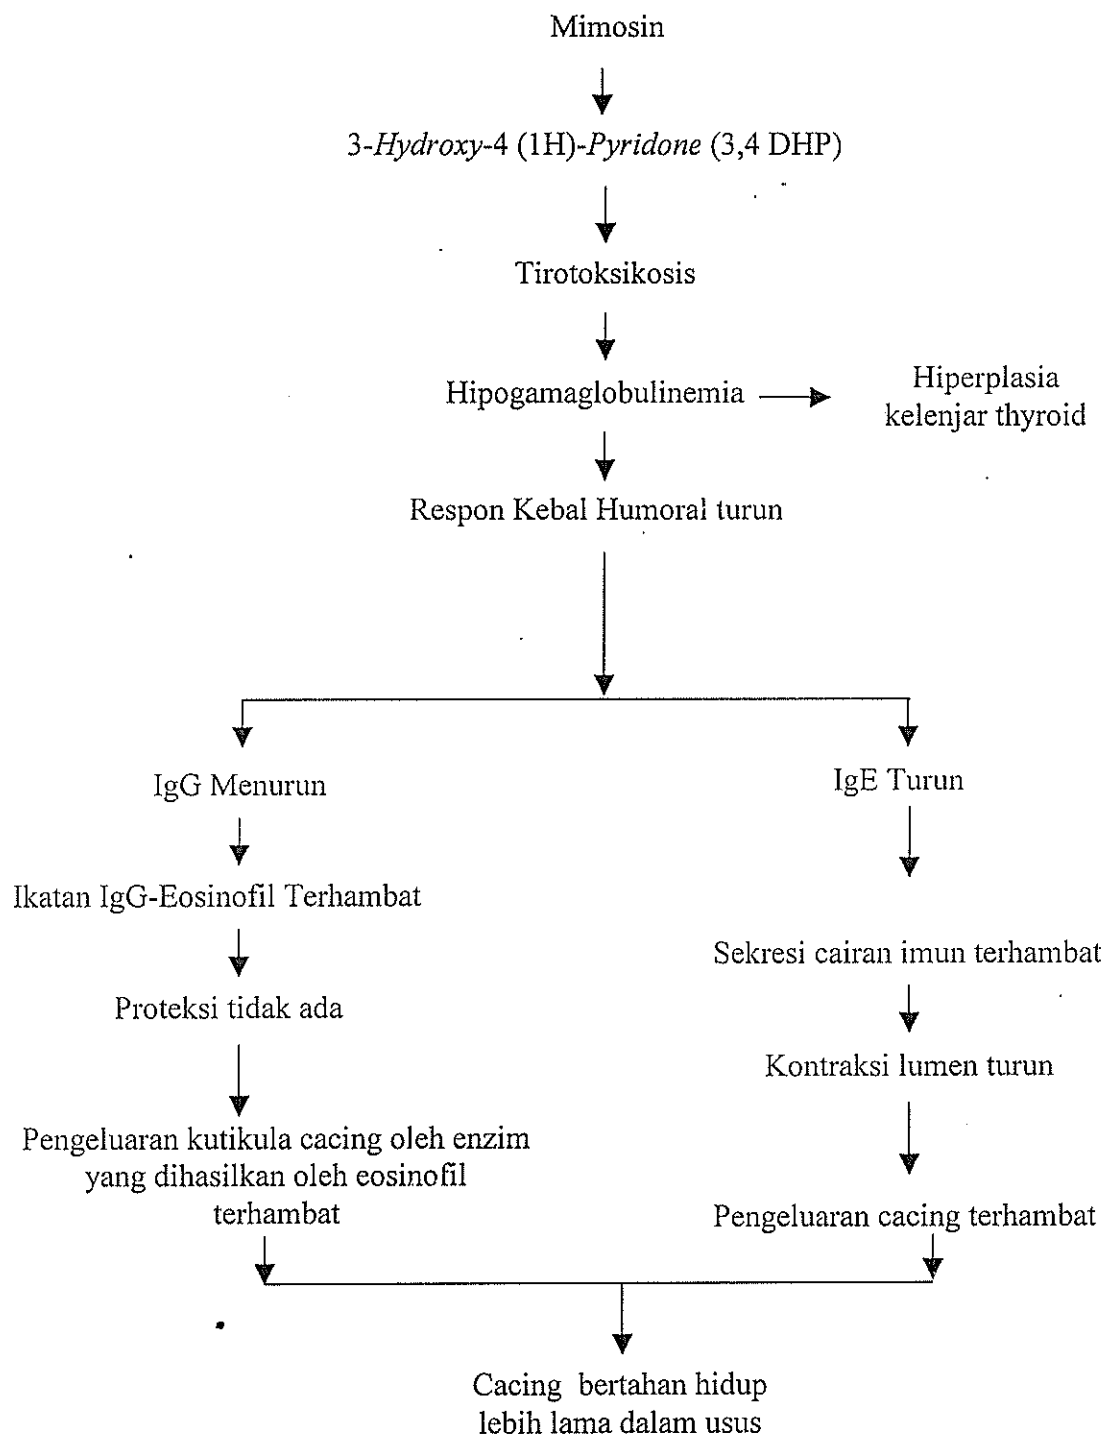 Mimosin
3-Hydroxy-4 (1H)-Pyridone (3,4 DHP)
Tirotoksikosis
Hipogamaglobulinemia
Hiperplasia
kelenjar thyroid
Respon Kebal Humoral turun
IgG Menurun
Ikatan IgG-Eosinofil Terhambat
Proteksi tidak ada
Pengeluaran kutikula cacing oleh enzim
yang dihasilkan oleh eosinofil
terhambat
IgE Turun
Sekresi cairan imun terhambat
Kontraksi lumen turun
Pengeluaran cacing terhambat
Cacing bertahan hidup
lebih lama dalam usus